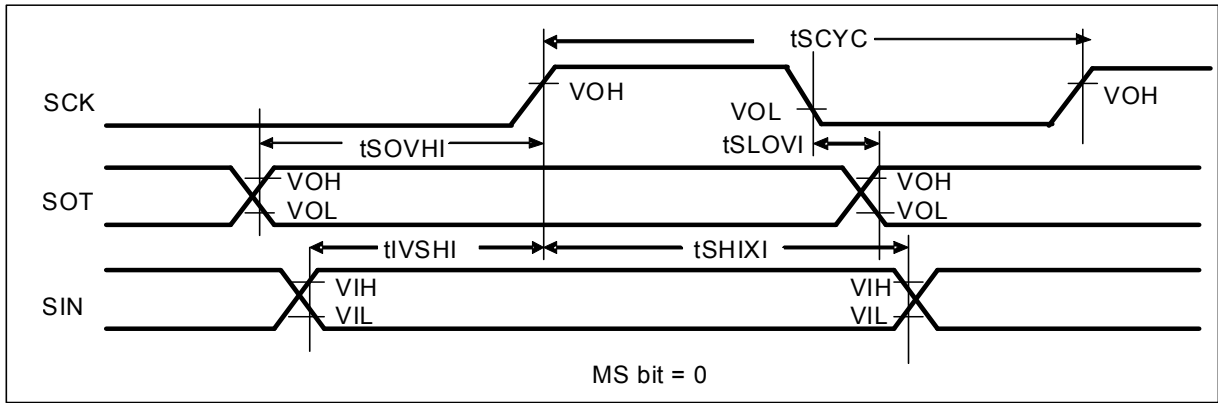 tSCYC
SCK
VOH
VOL
VOH
tSOVHI
tSLOVI
SOT
VOH
VOL
VOH
VOL
tIVSHI
tSHIXI
SIN
VIH
VIL
VIH
VIL
MS bit = 0